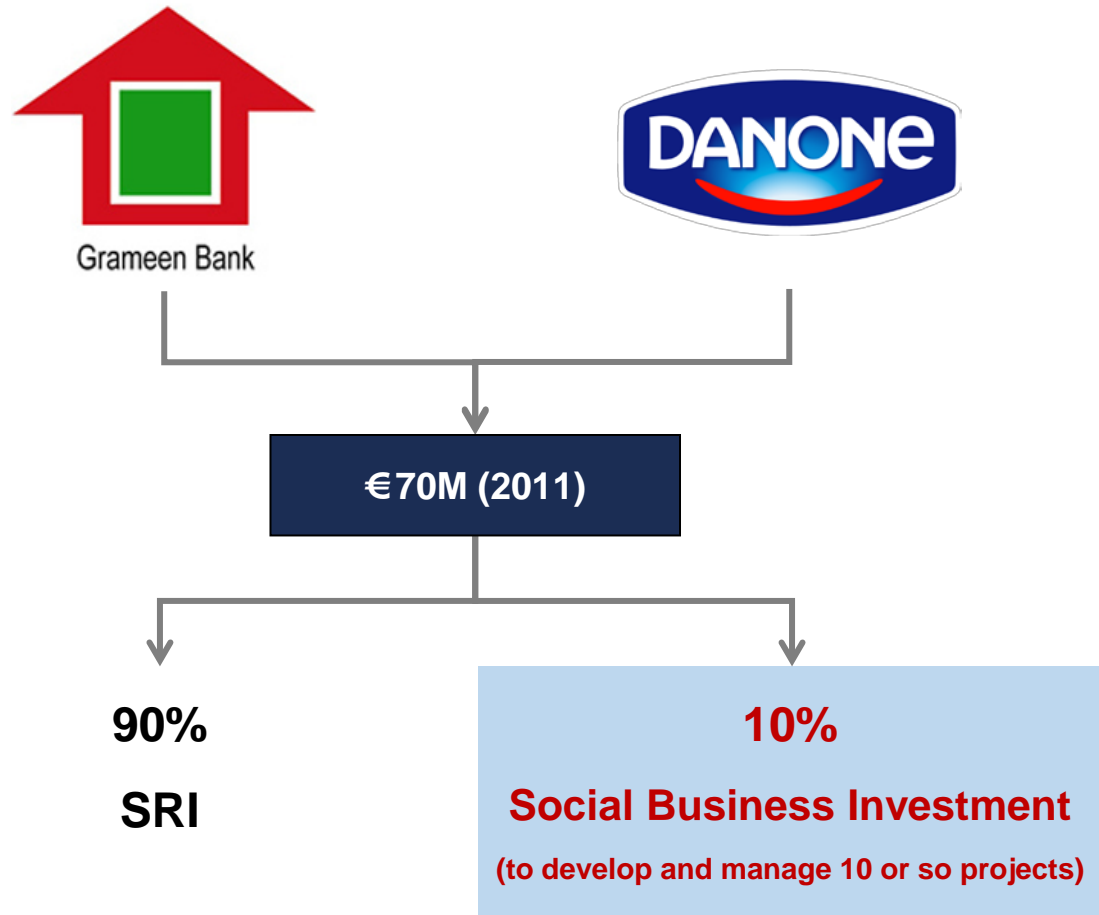 Grameen Bank
DANONE
€70M (2011)
90%
SRI
10%
Social Business Investment
(to develop and manage 10 or so projects)